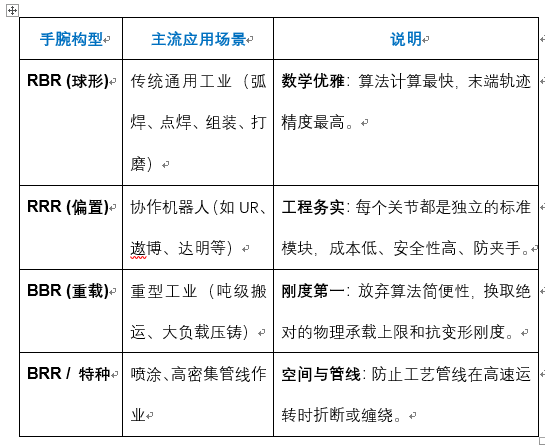 手腕构型 主流应用场景 说明
RBR (球形) 传统通用工业（弧 数学优雅：算法计算最快，末端轨迹
焊、点焊、组装、打 精度最高。
磨）
RRR (偏置) 协作机器人（如 UR、 工程务实：每个关节都是独立的标准
遨博、达明等） 模块，成本低、安全性高、防夹手。
BBR (重载) 重型工业（吨级搬 刚度第一：放弃算法简便性，换取绝
运、大负载压铸） 对的物理承载上限和抗变形刚度。
BRR / 特种 喷涂、高密集管线作 空间与管线：防止工艺管线在高速运
业 转时折断或缠绕。